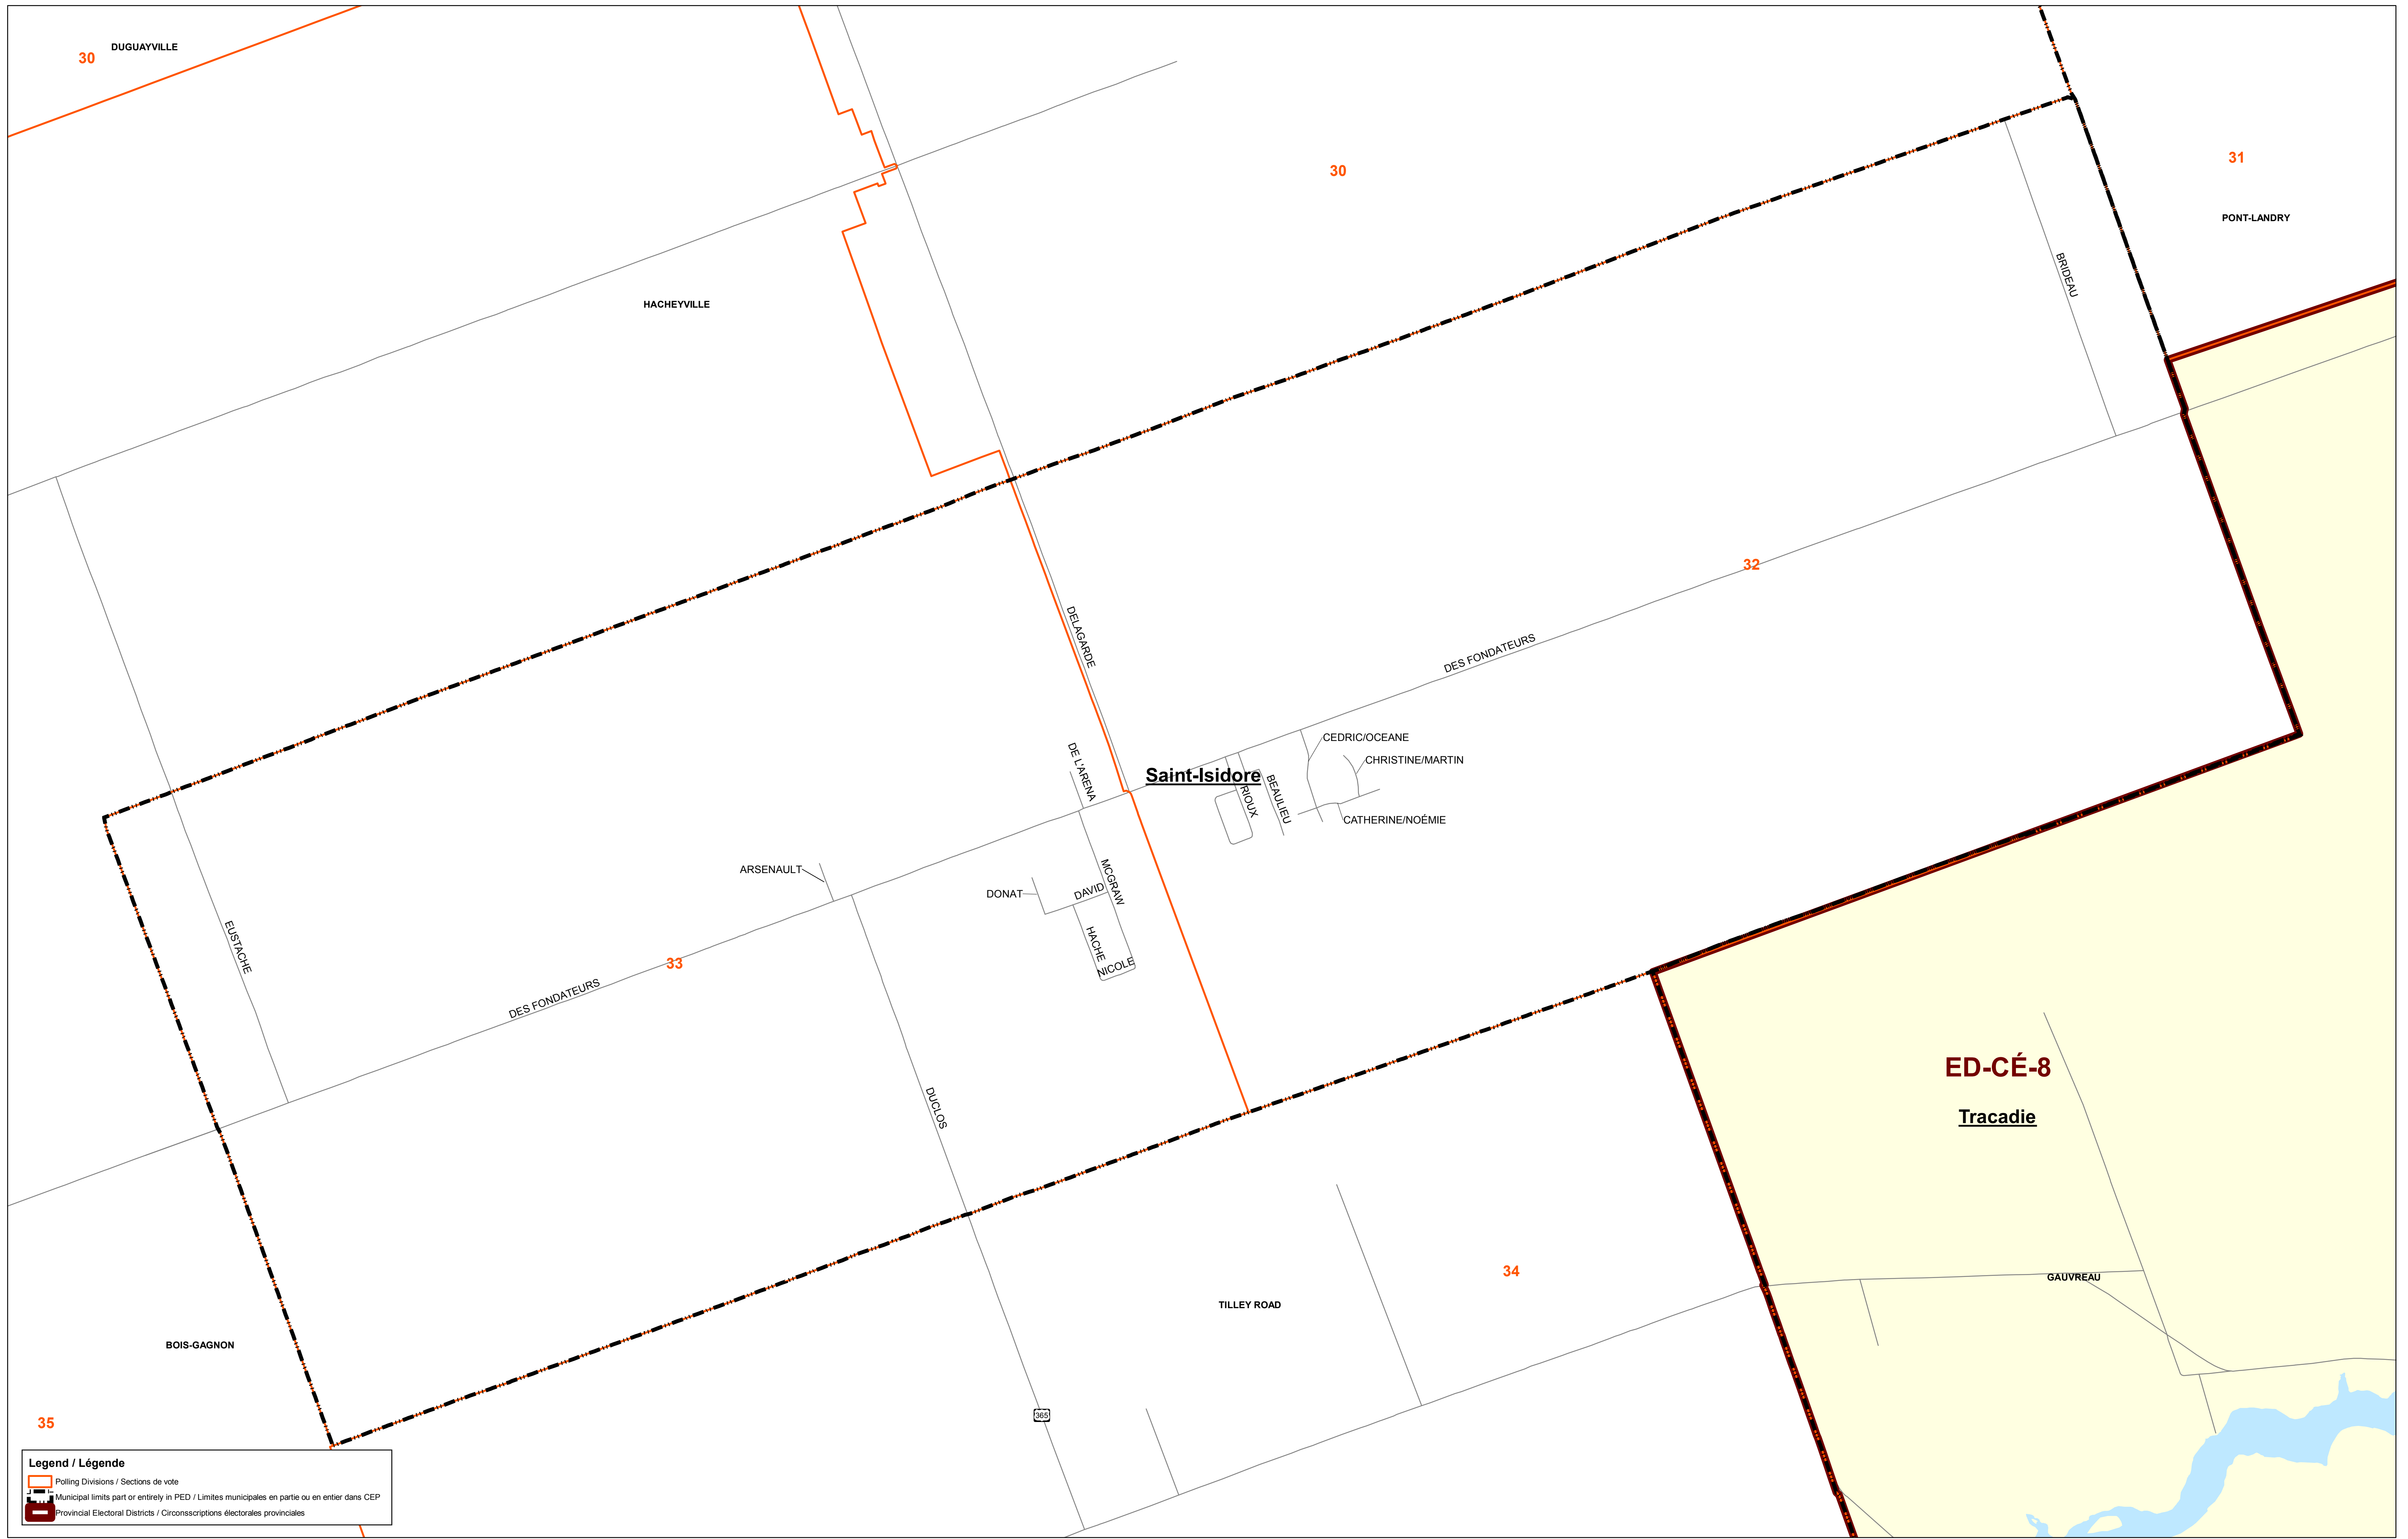 DUGUAYVILLE
30
30
31
PONT-LANDRY
BRIDEAU
HACHEYVILLE
32
DELAGARDE
DES FONDATEURS
CEDRIC/OCEANE
DE L'ARENA
CHRISTINE/MARTIN
Saint-Isidore
RIOUX
BEAULIEU
CATHERINE/NOÉMIE
ARSENAULT
MCGRAW
DONAT
DAVID
EUSTACHE
HACHE
NICOLE
33
DES FONDATEURS
DUCLOS
ED-CÉ-8
Tracadie
34
GAUVREAU
TILLEY ROAD
BOIS-GAGNON
365
35
Legend / Légende
Polling Divisions / Sections de vote
Municipal limits part or entirely in PED / Limites municipales en partie ou en entier dans CEP
Provincial Electoral Districts / Circonsscriptions électorales provinciales